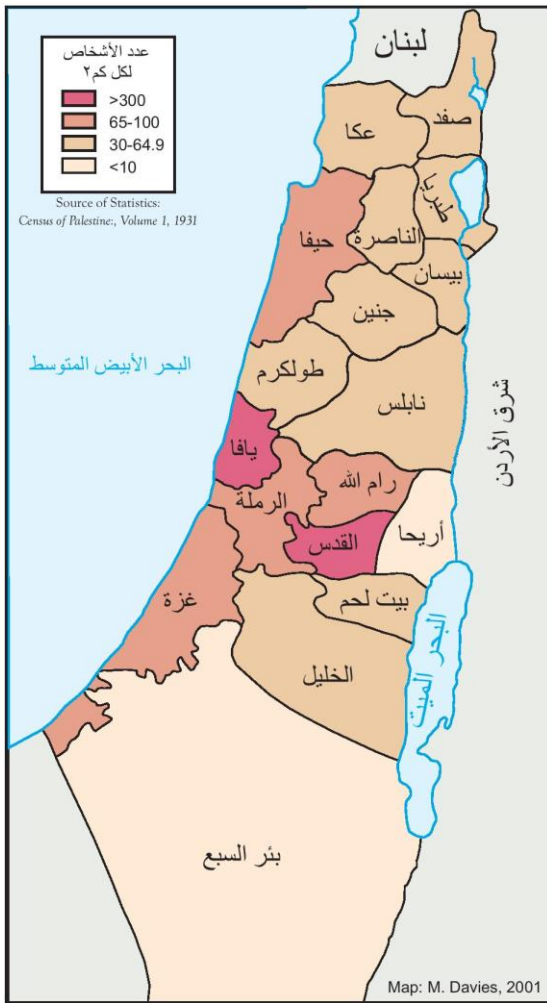 عدد الأشخاص
لكل كم٢
>300
65-100
30-64.9
<10
Source of Statistics:
Census of Palestine:, Volume 1, 1931
لبنان
صفد
عكا
طبريا
الناصرة
حيفا
بيسان
جنين
البحر الأبيض المتوسط
طولكرم
نابلس
شرق الأردن
يافا
رام الله
الرملة
أريحا
القدس
غزة
بيت لحم
البحر الميت
الخليل
بئر السبع
Map: M. Davies, 2001